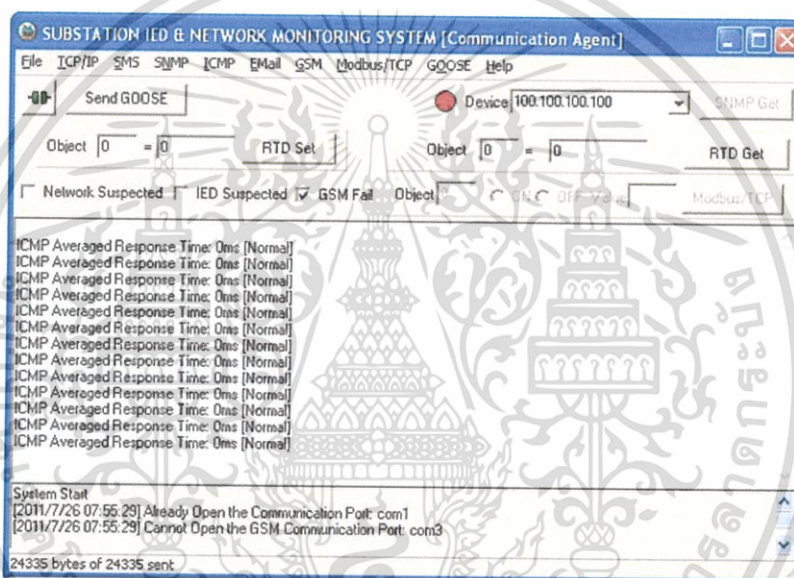 SUBSTATION IED & NETWORK MONITORING SYSTEM [Communication Agent]
File TCP/IP SMS SNMP ICMP EMail GSM Modbus/TCP GOOSE Help
Send GOOSE Device 100.100.100.100 SNMP Get
Object 0 = 0 RTD Set Object 0 = 0 RTD Get
Network Suspected IED Suspected GSM Fail Object 0 ON OFF Value Modbus/TCP
ICMP Averaged Response Time: 0ms [Normal]
ICMP Averaged Response Time: 0ms [Normal]
ICMP Averaged Response Time: 0ms [Normal]
ICMP Averaged Response Time: 0ms [Normal]
ICMP Averaged Response Time: 0ms [Normal]
ICMP Averaged Response Time: 0ms [Normal]
ICMP Averaged Response Time: 0ms [Normal]
ICMP Averaged Response Time: 0ms [Normal]
ICMP Averaged Response Time: 0ms [Normal]
ICMP Averaged Response Time: 0ms [Normal]
ICMP Averaged Response Time: 0ms [Normal]
ICMP Averaged Response Time: 0ms [Normal]
ICMP Averaged Response Time: 0ms [Normal]
System Start
[2011/7/26 07:55:29] Already Open the Communication Port: com1
[2011/7/26 07:55:29] Cannot Open the GSM Communication Port: com3
24335 bytes of 24335 sent